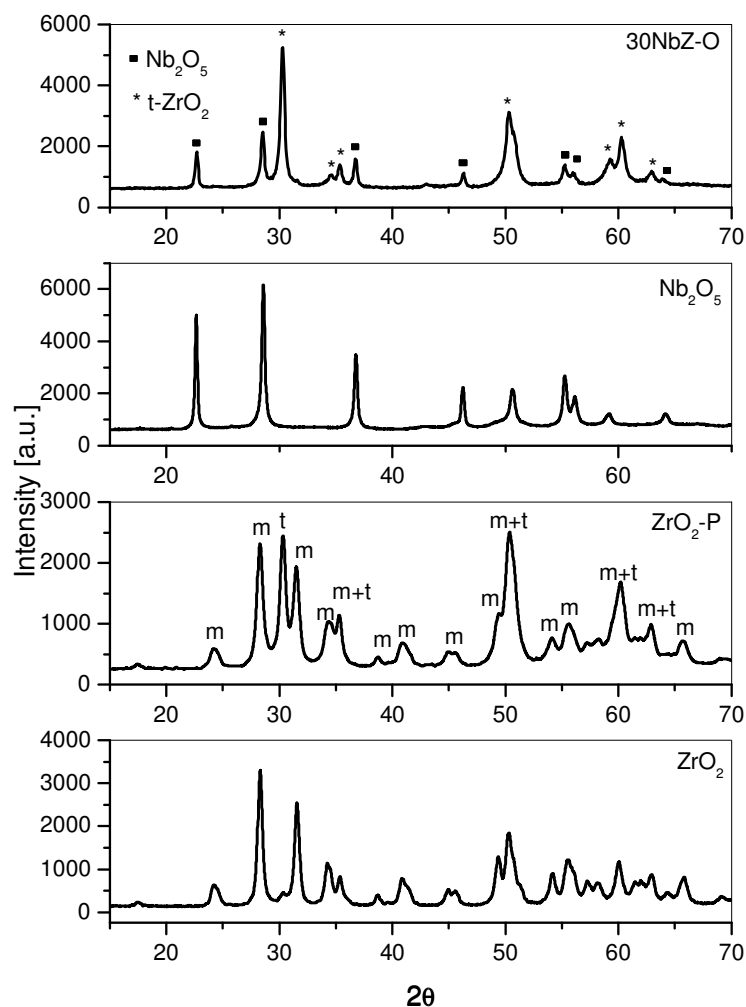 6000
4000
2000
0
30NbZ-O
■ Nb₂O₅
* t-ZrO₂
■ ■ * * * ■ ■ * ■ ■ * * * ■
20 30 40 50 60 70
6000
4000
2000
0
Nb₂O₅
20 40 60
Intensity [a.u.]
3000
2000
1000
0
ZrO₂-P
m m t m m m+t m m m m m+t m m m+t m+t m
20 30 40 50 60 70
4000
3000
2000
1000
0
ZrO₂
20 30 40 50 60 70
2θ